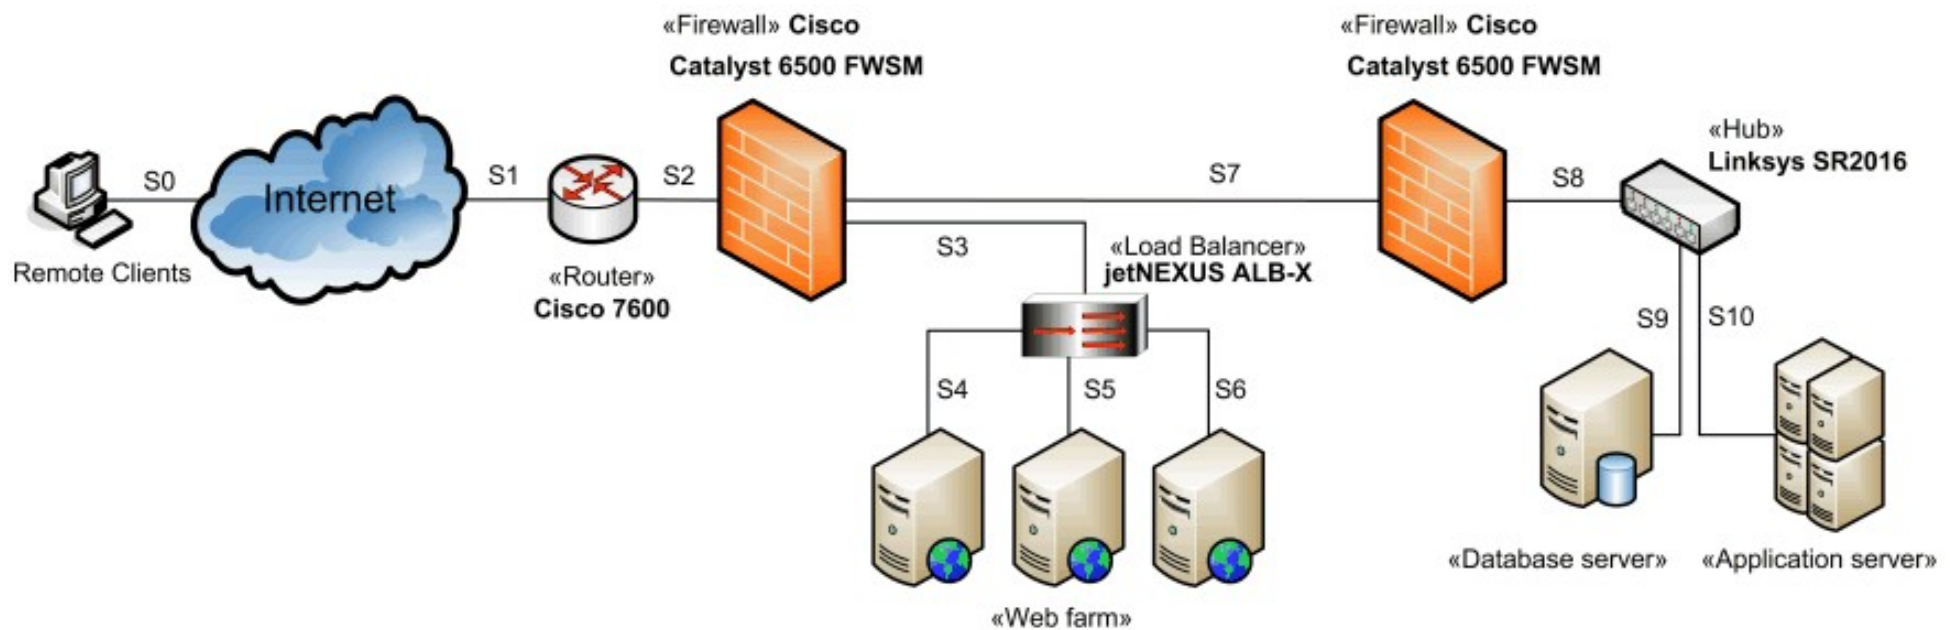 «Firewall» Cisco
Catalyst 6500 FWSM
«Firewall» Cisco
Catalyst 6500 FWSM
«Hub»
Linksys SR2016
S0
Internet
S1
S2
S7
S8
Remote Clients
«Router»
Cisco 7600
S3
«Load Balancer»
jetNEXUS ALB-X
S4
S5
S6
S9
S10
«Database server»
«Application server»
«Web farm»